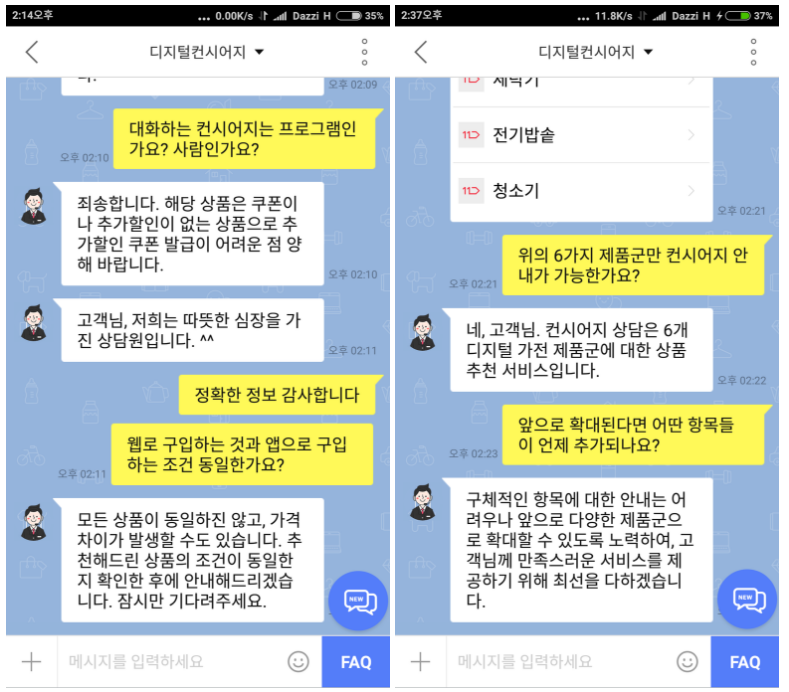 2:14오후
... 0.00K/s Dazzi H 35%
디지털컨시어지
오후 02:09
대화하는 컨시어지는 프로그램인
가요? 사람인가요?
오후 02:10
죄송합니다. 해당 상품은 쿠폰이
나 추가할인이 없는 상품으로 추
가할인 쿠폰 발급이 어려운 점 양
해 바랍니다.
오후 02:10
고객님, 저희는 따뜻한 심장을 가
진 상담원입니다. ^^
오후 02:11
정확한 정보 감사합니다
웹로 구입하는 것과 앱으로 구입
하는 조건 동일한가요?
오후 02:11
모든 상품이 동일하진 않고, 가격
차이가 발생할 수도 있습니다. 추
천해드린 상품의 조건이 동일한
지 확인한 후에 안내해드리겠습
니다. 잠시만 기다려주세요.
NEW
메시지를 입력하세요
FAQ
2:37오후
... 11.8K/s Dazzi H 37%
디지털컨시어지
세탁기
11 전기밥솥
11 청소기
오후 02:21
위의 6가지 제품군만 컨시어지 안
내가 가능한가요?
오후 02:21
네, 고객님. 컨시어지 상담은 6개
디지털 가전 제품군에 대한 상품
추천 서비스입니다.
오후 02:22
앞으로 확대된다면 어떤 항목들
이 언제 추가되나요?
오후 02:23
구체적인 항목에 대한 안내는 어
려우나 앞으로 다양한 제품군으
로 확대할 수 있도록 노력하여, 고
객님께 만족스러운 서비스를 제
공하기 위해 최선을 다하겠습니
다.
NEW
메시지를 입력하세요
FAQ